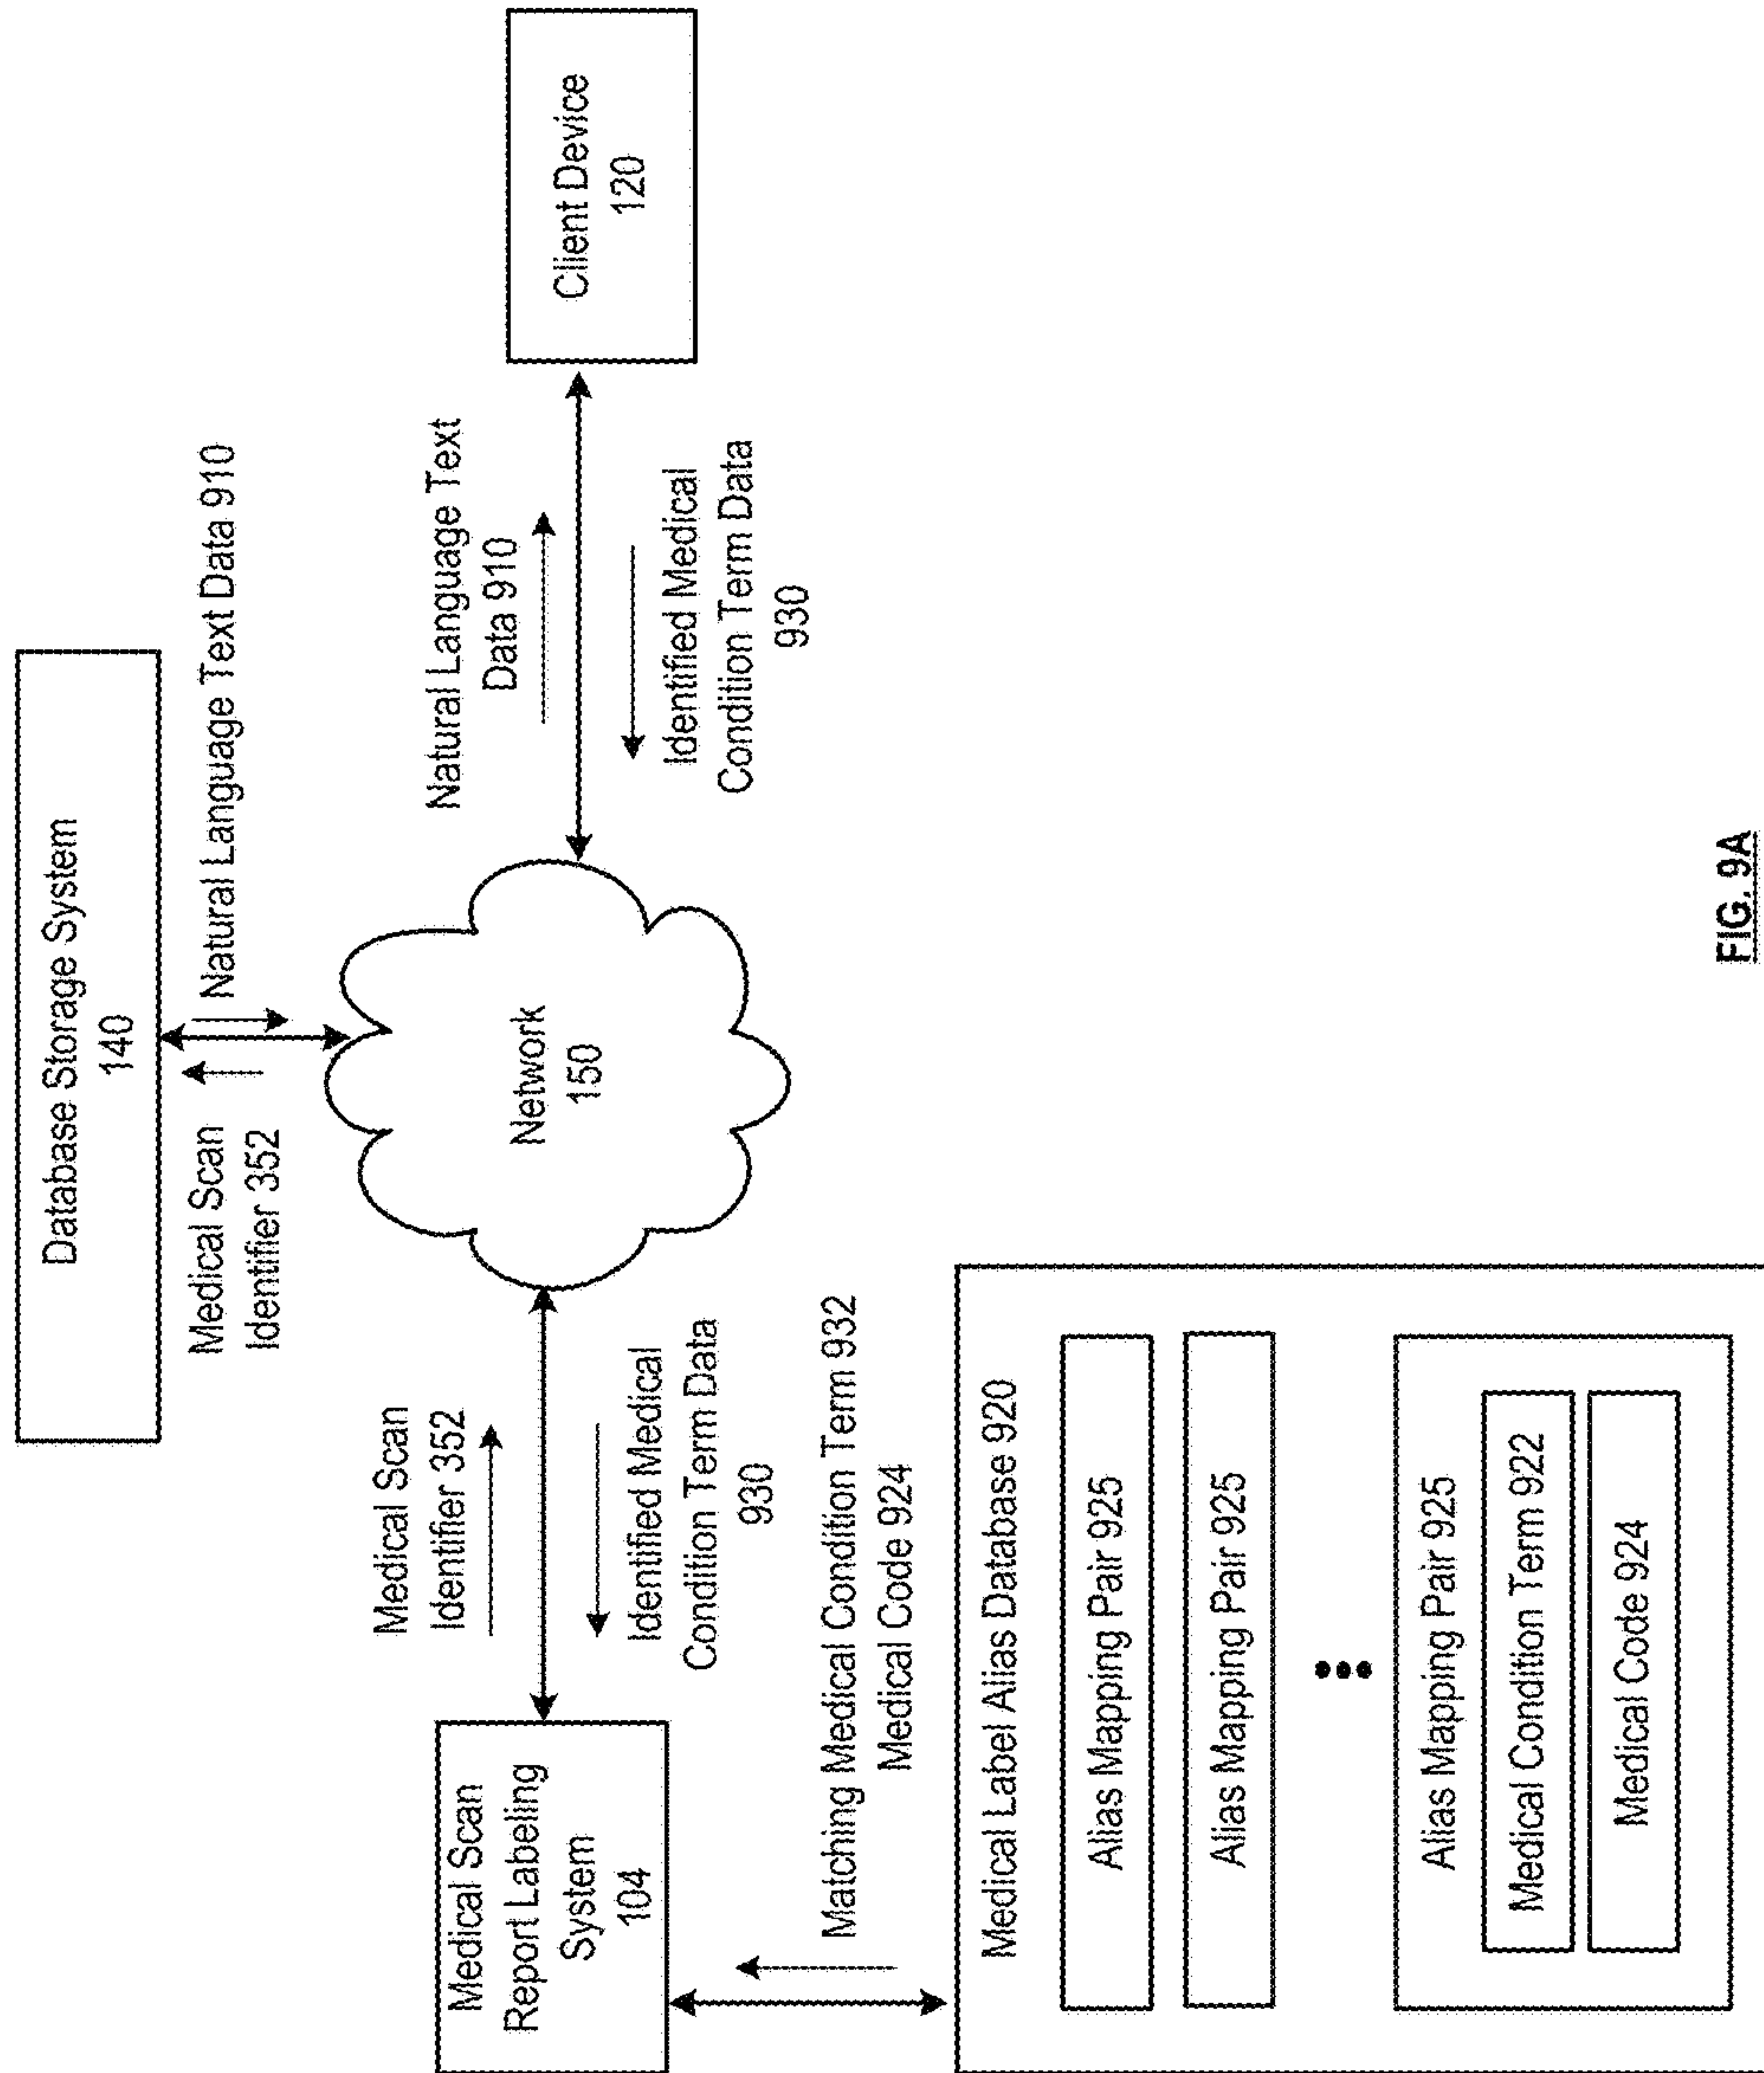 Database Storage System
140
Medical Scan
Identifier 352
Natural Language Text Data 910
Medical Scan
Report Labeling
System
104
Medical Scan
Identifier 352
Identified Medical
Condition Term Data
930
Network
150
Natural Language Text
Data 910
Identified Medical
Condition Term Data
930
Client Device
120
Matching Medical Condition Term 932
Medical Code 924
Medical Label Alias Database 920
Alias Mapping Pair 925
Alias Mapping Pair 925
Alias Mapping Pair 925
Medical Condition Term 922
Medical Code 924
FIG. 9A